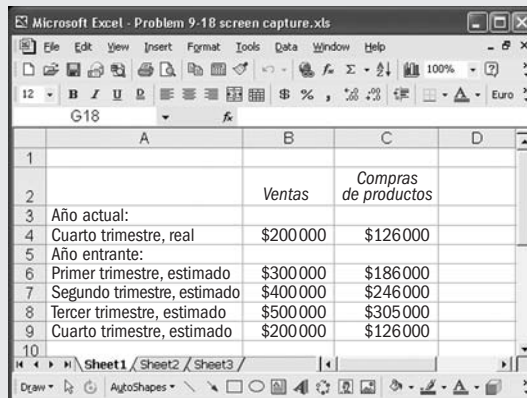 Microsoft Excel - Problem 9-18 screen capture.xls
File Edit View Insert Format Tools Data Window Help
100%
12 B I U D $ % , Euro
G18 fx
A B C D
1
2 Ventas Compras de productos
3 Año actual:
4 Cuarto trimestre, real $200000 $126000
5 Año entrante:
6 Primer trimestre, estimado $300000 $186000
7 Segundo trimestre, estimado $400000 $246000
8 Tercer trimestre, estimado $500000 $305000
9 Cuarto trimestre, estimado $200000 $126000
10
Sheet1 / Sheet2 / Sheet3 /
Draw AutoShapes